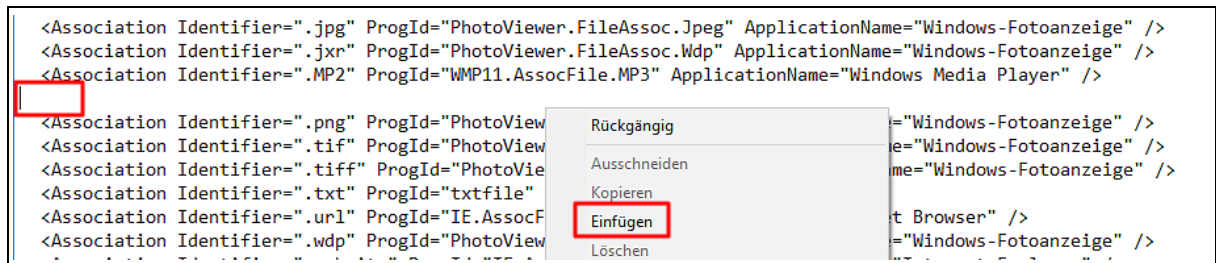 <Association Identifier=".jpg" ProgId="PhotoViewer.FileAssoc.Jpeg" ApplicationName="Windows-Fotoanzeige" />
<Association Identifier=".jxr" ProgId="PhotoViewer.FileAssoc.Wdp" ApplicationName="Windows-Fotoanzeige" />
<Association Identifier=".MP2" ProgId="WMP11.AssocFile.MP3" ApplicationName="Windows Media Player" />
<Association Identifier=".png" ProgId="PhotoView ="Windows-Fotoanzeige" />
<Association Identifier=".tif" ProgId="PhotoView e="Windows-Fotoanzeige" />
<Association Identifier=".tiff" ProgId="PhotoVie me="Windows-Fotoanzeige" />
<Association Identifier=".txt" ProgId="txtfile"
<Association Identifier=".url" ProgId="IE.AssocF t Browser" />
<Association Identifier=".wdp" ProgId="PhotoView ="Windows-Fotoanzeige" />
Rückgängig
Ausschneiden
Kopieren
Einfügen
Löschen